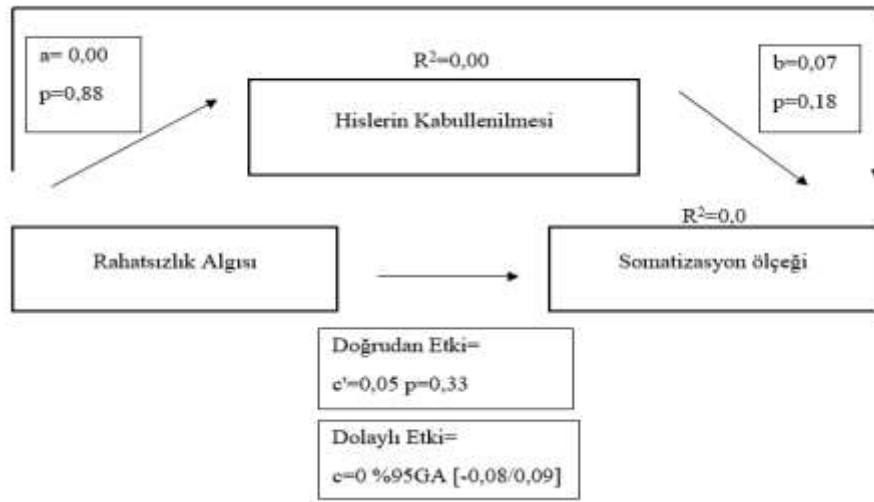 a= 0,00
p=0,88
R²=0,00
Hislerin Kabullenilmesi
b=0,07
p=0,18
R²=0,0
Rahatsızlık Algısı
Somatizasyon ölçeği
Doğrudan Etki=
c'=0,05 p=0,33
Dolaylı Etki=
c=0 %95GA [-0,08/0,09]